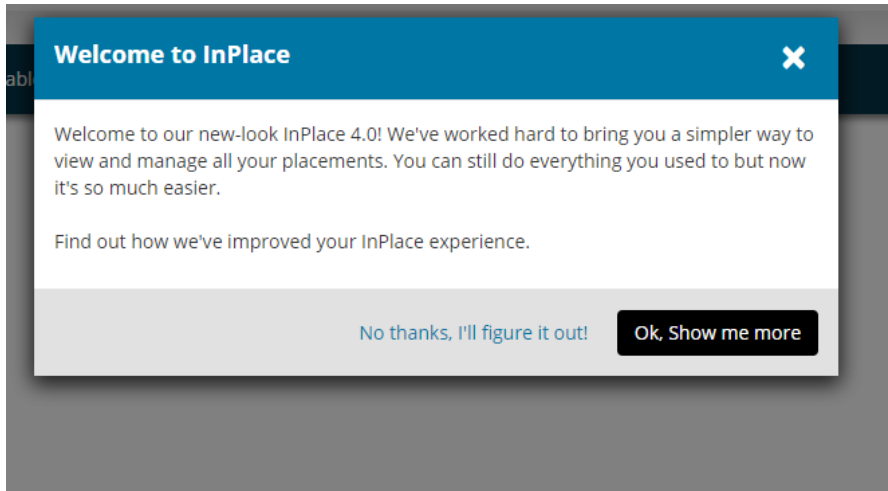 Welcome to InPlace
abl
Welcome to our new-look InPlace 4.0! We've worked hard to bring you a simpler way to
view and manage all your placements. You can still do everything you used to but now
it's so much easier.
Find out how we've improved your InPlace experience.
No thanks, I'll figure it out!
Ok, Show me more